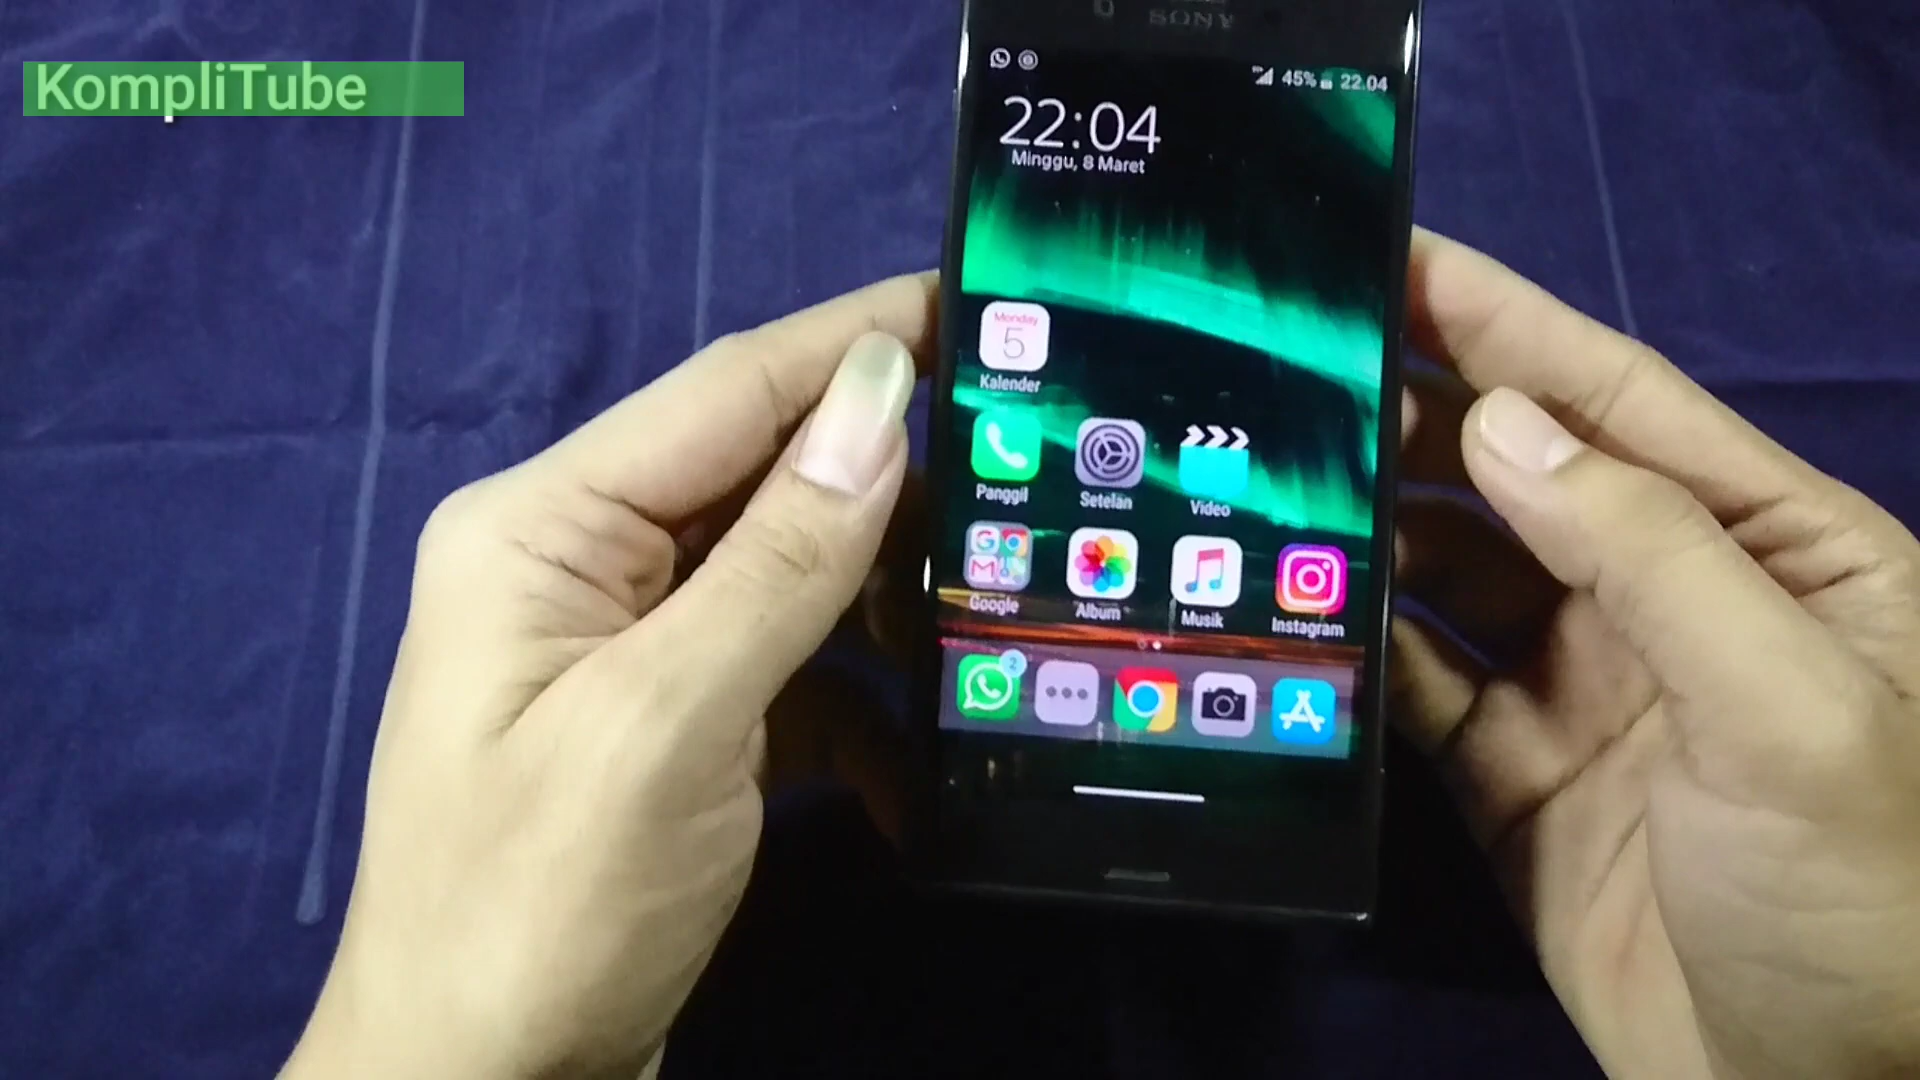 KompliTube
SONY
45% 22.04
22:04
Minggu, 8 Maret
Monday
5
Kalender
Panggil
Setelan
Video
Google
Album
Musik
Instagram
2